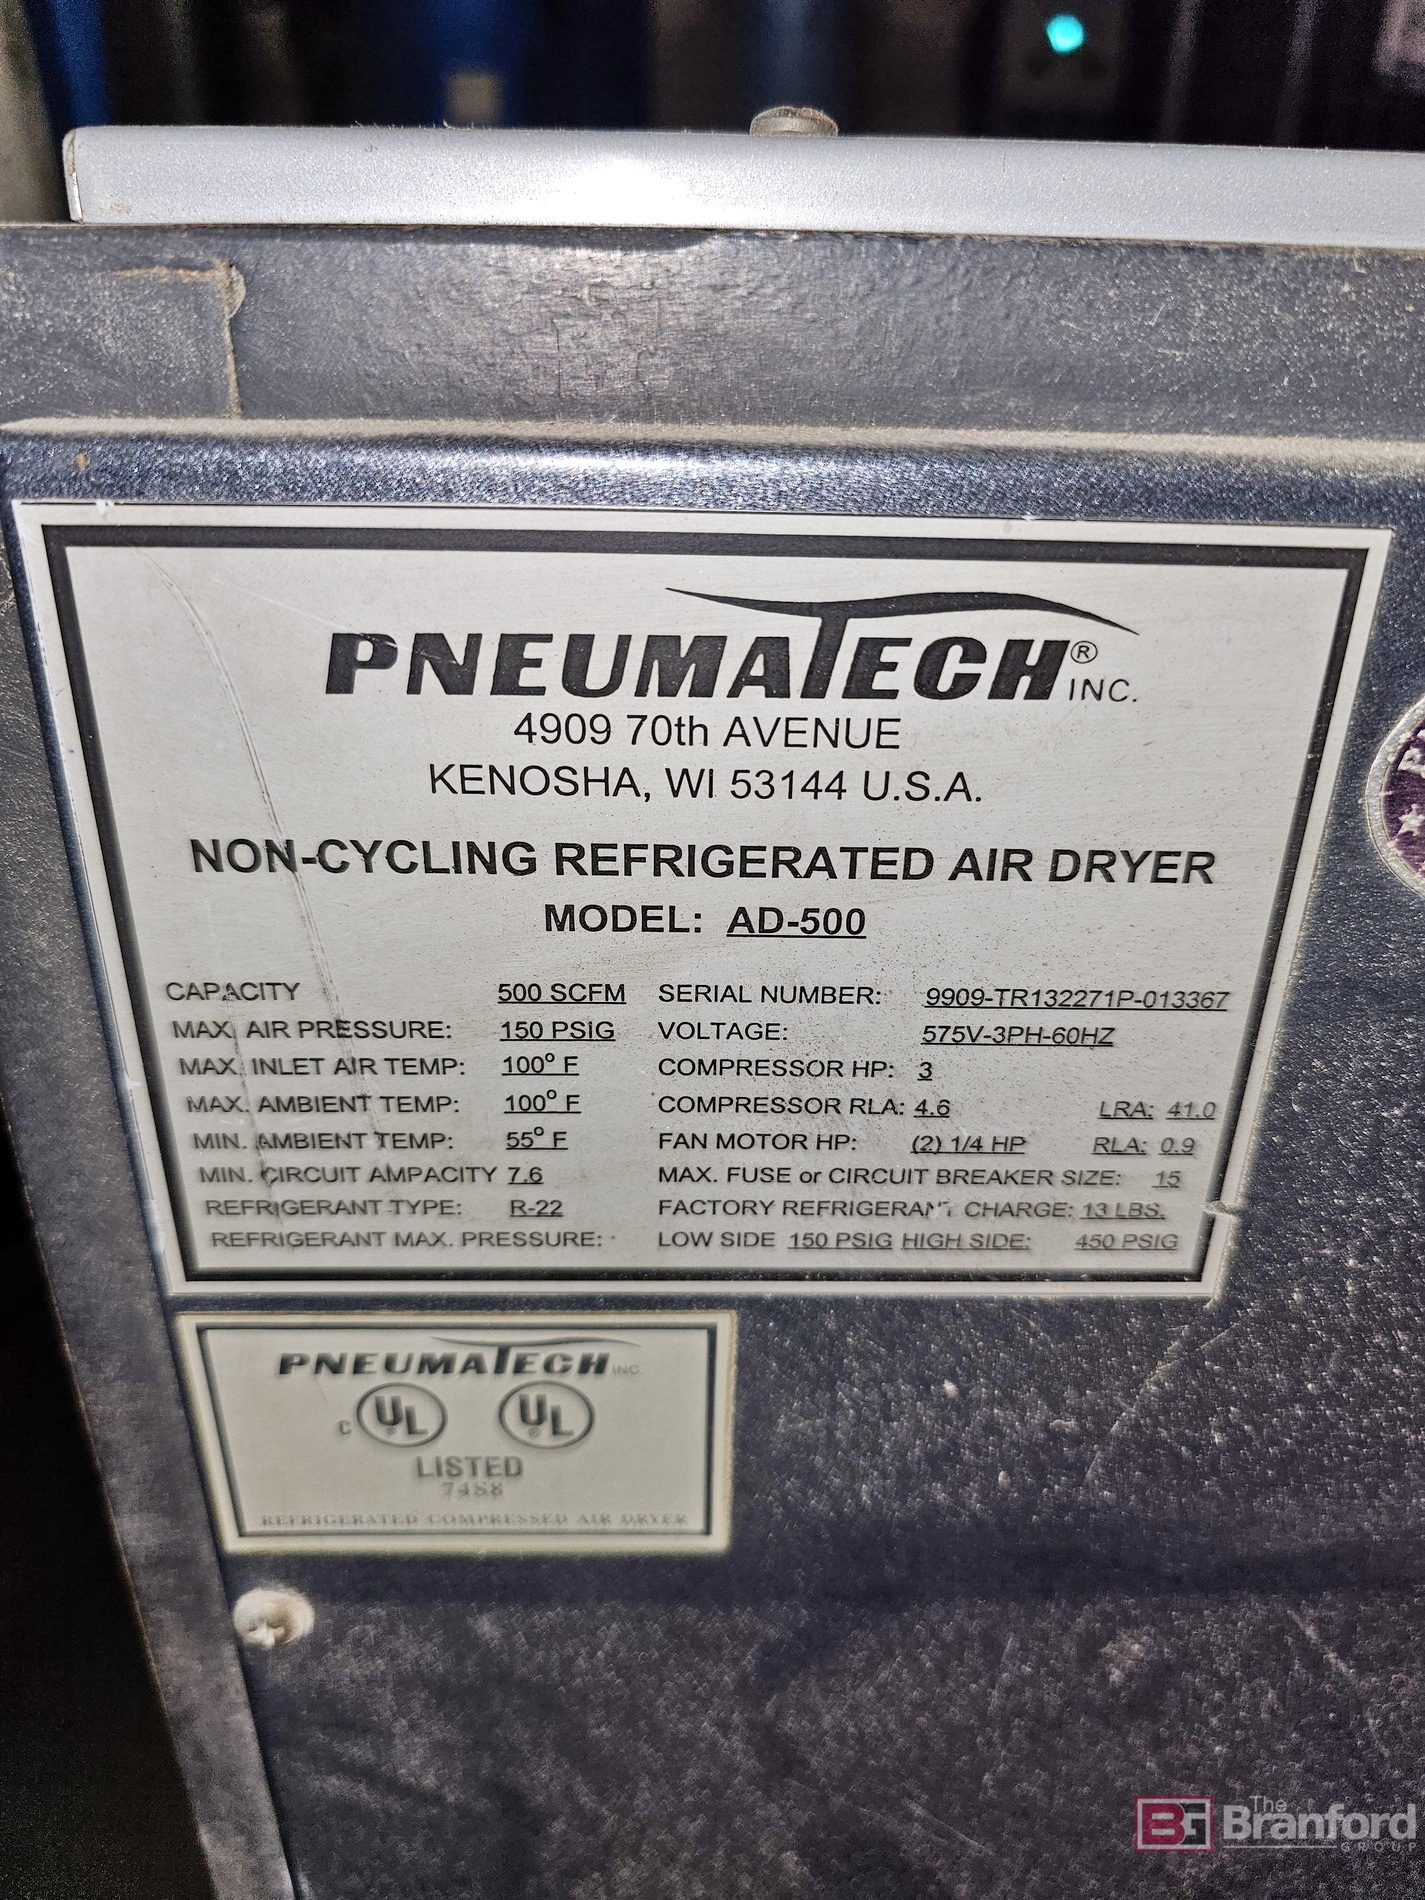 PNEUMATECH® INC.
4909 70th AVENUE
KENOSHA, WI 53144 U.S.A.
NON-CYCLING REFRIGERATED AIR DRYER
MODEL: AD-500
CAPACITY 500 SCFM SERIAL NUMBER: 9909-TR132271P-013367
MAX. AIR PRESSURE: 150 PSIG VOLTAGE: 575V-3PH-60HZ
MAX. INLET AIR TEMP: 100° F COMPRESSOR HP: 3
MAX. AMBIENT TEMP: 100° F COMPRESSOR RLA: 4.6 LRA: 41.0
MIN. AMBIENT TEMP: 55° F FAN MOTOR HP: (2) 1/4 HP RLA: 0.9
MIN. CIRCUIT AMPACITY 7.6 MAX. FUSE or CIRCUIT BREAKER SIZE: 15
REFRIGERANT TYPE: R-22 FACTORY REFRIGERANT CHARGE: 13 LBS.
REFRIGERANT MAX. PRESSURE: LOW SIDE 150 PSIG HIGH SIDE: 450 PSIG
PNEUMATECH INC
C UL® UL®
LISTED
74S8
REFRIGERATED COMPRESSED AIR DRYER
BG The Branford GROUP